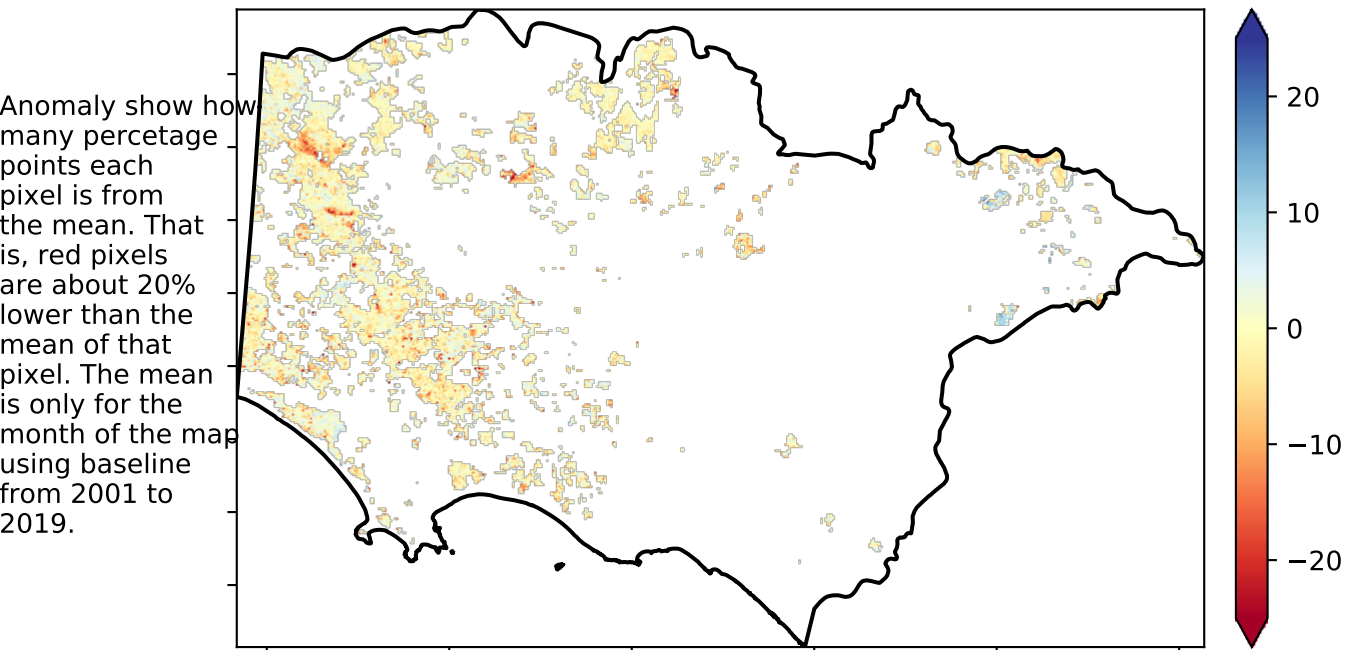 Anomaly show how
many percetage
points each
pixel is from
the mean. That
is, red pixels
are about 20%
lower than the
mean of that
pixel. The mean
is only for the
month of the map
using baseline
from 2001 to
2019.
20
10
0
−10
−20